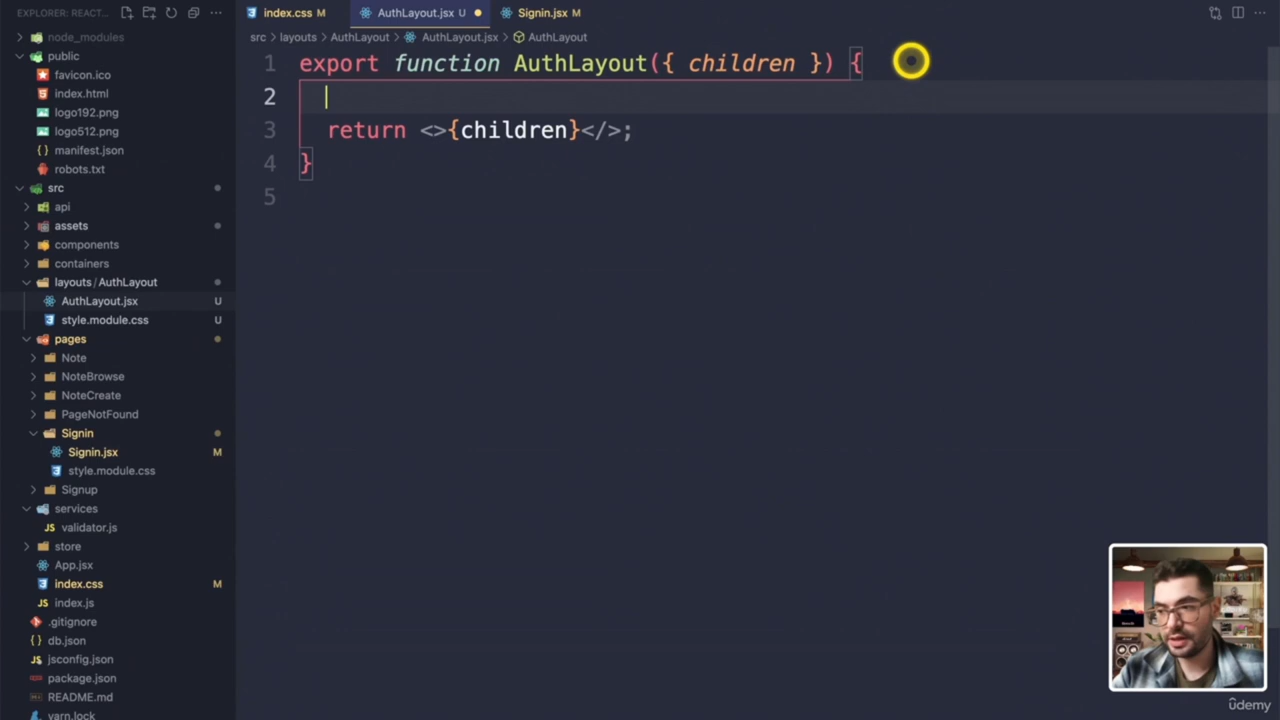 EXPLORER: REACT... ...
index.css M
AuthLayout.jsx U
Signin.jsx M
src > layouts > AuthLayout > AuthLayout.jsx > AuthLayout
node_modules
public
favicon.ico
index.html
logo192.png
logo512.png
{} manifest.json
robots.txt
src
api
assets
components
containers
layouts / AuthLayout
AuthLayout.jsx U
style.module.css U
pages
Note
NoteBrowse
NoteCreate
PageNotFound
Signin
Signin.jsx M
style.module.css
Signup
services
JS validator.js
store
App.jsx
index.css M
JS index.js
.gitignore
db.json
jsconfig.json
package.json
README.md
yarn.lock
1 export function AuthLayout({ children }) {
2
3 return <>{children}</>;
4 }
5
ûdemy